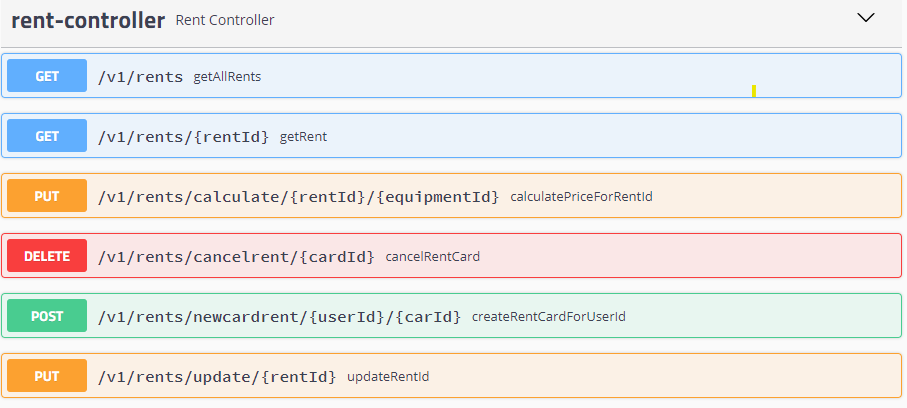 rent-controller Rent Controller
GET /v1/rents getAllRents
GET /v1/rents/{rentId} getRent
PUT /v1/rents/calculate/{rentId}/{equipmentId} calculatePriceForRentId
DELETE /v1/rents/cancelrent/{cardId} cancelRentCard
POST /v1/rents/newcardrent/{userId}/{carId} createRentCardForUserId
PUT /v1/rents/update/{rentId} updateRentId